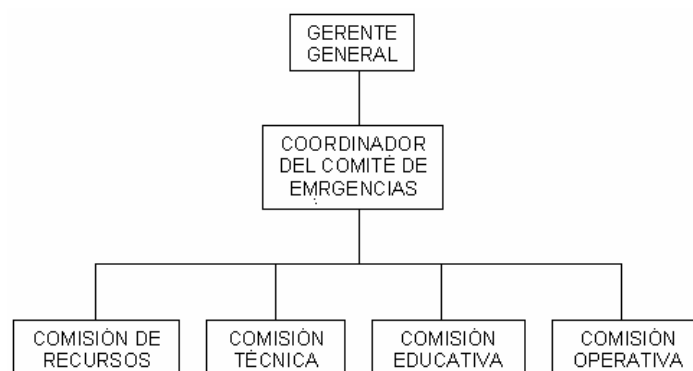 GERENTE
GENERAL
COORDINADOR
DEL COMITÉ DE
EMRGENCIAS
COMISIÓN DE
RECURSOS
COMISIÓN
TÉCNICA
COMISIÓN
EDUCATIVA
COMISIÓN
OPERATIVA